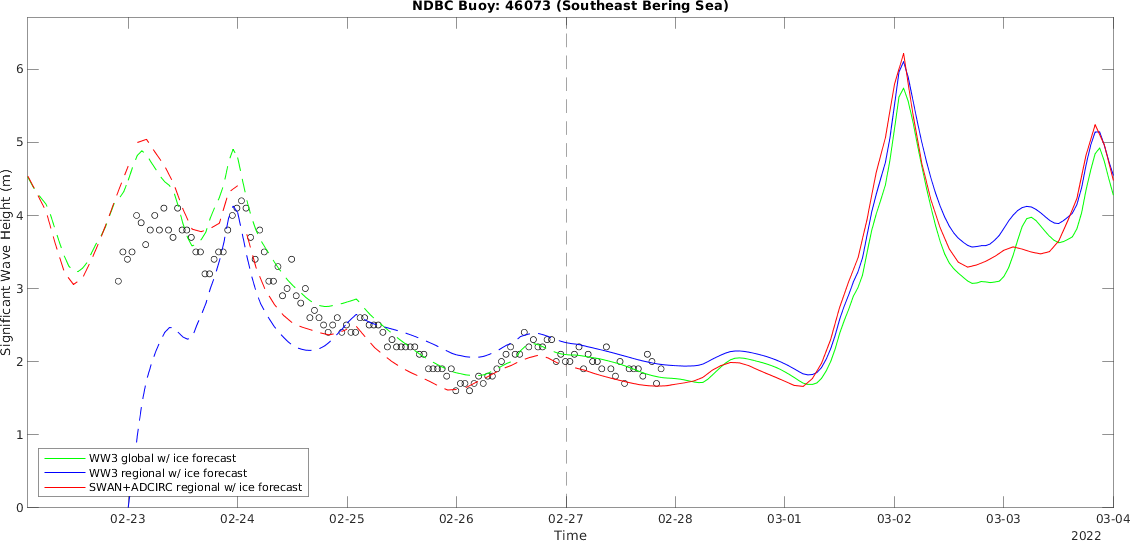 NDBC Buoy: 46073 (Southeast Bering Sea)
Significant Wave Height (m)
6
5
4
3
2
1
0
WW3 global w/ ice forecast
WW3 regional w/ ice forecast
SWAN+ADCIRC regional w/ ice forecast
02-23 02-24 02-25 02-26 02-27 02-28 03-01 03-02 03-03 03-04
Time
2022